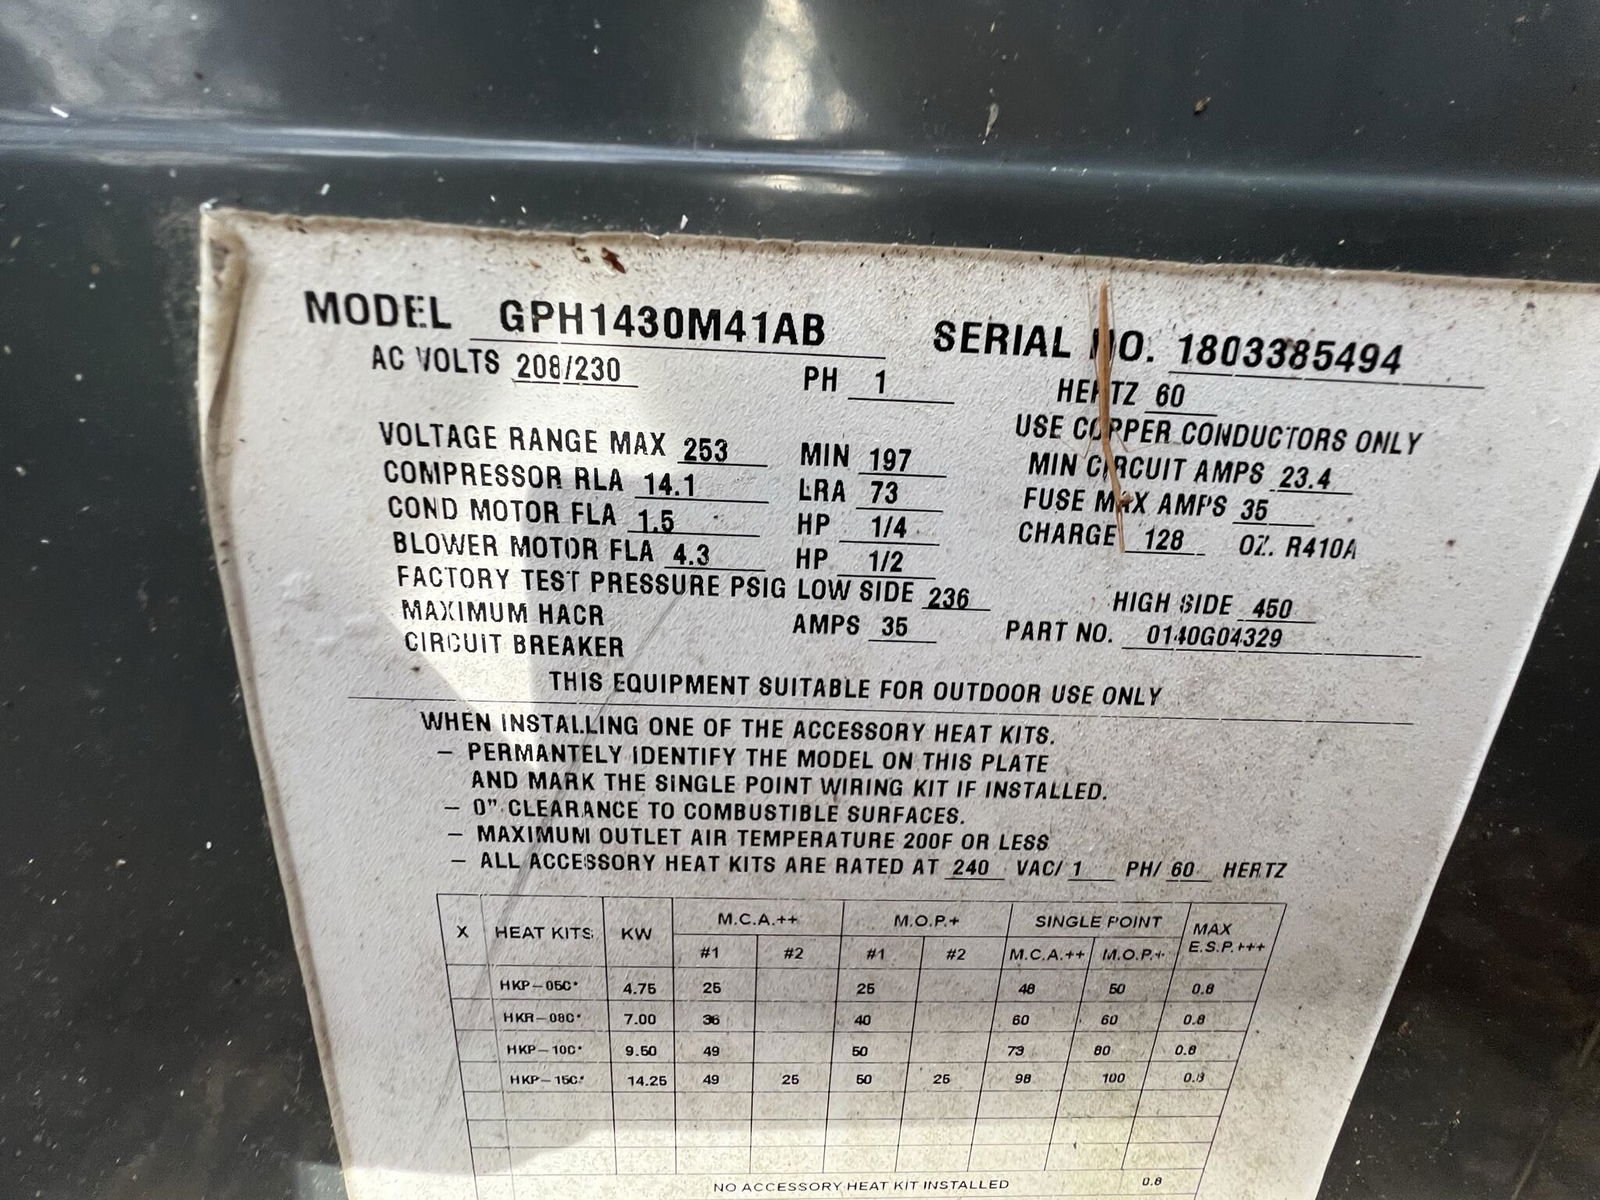 MODEL GPH1430M41AB SERIAL NO. 1803385494
AC VOLTS 208/230 PH 1 HERTZ 60
USE COPPER CONDUCTORS ONLY
VOLTAGE RANGE MAX 253 MIN 197 MIN CIRCUIT AMPS 23.4
COMPRESSOR RLA 14.1 LRA 73 FUSE MAX AMPS 35
COND MOTOR FLA 1.5 HP 1/4 CHARGE 128 OZ. R410A
BLOWER MOTOR FLA 4.3 HP 1/2
FACTORY TEST PRESSURE PSIG LOW SIDE 236 HIGH SIDE 450
MAXIMUM HACR AMPS 35 PART NO. 0140G04329
CIRCUIT BREAKER
THIS EQUIPMENT SUITABLE FOR OUTDOOR USE ONLY
WHEN INSTALLING ONE OF THE ACCESSORY HEAT KITS.
– PERMANTELY IDENTIFY THE MODEL ON THIS PLATE
AND MARK THE SINGLE POINT WIRING KIT IF INSTALLED.
– 0" CLEARANCE TO COMBUSTIBLE SURFACES.
– MAXIMUM OUTLET AIR TEMPERATURE 200F OR LESS
– ALL ACCESSORY HEAT KITS ARE RATED AT 240 VAC/ 1 PH/ 60 HERTZ
X HEAT KITS KW M.C.A.++ M.O.P.+ SINGLE POINT MAX E.S.P.+++
#1 #2 #1 #2 M.C.A.++ M.O.P.+
HKP–05C* 4.75 25 25 48 50 0.8
HKR–08C* 7.00 36 40 60 60 0.8
HKP–10C* 9.50 49 50 73 80 0.8
HKP–15C* 14.25 49 25 50 25 98 100 0.8
NO ACCESSORY HEAT KIT INSTALLED 0.8